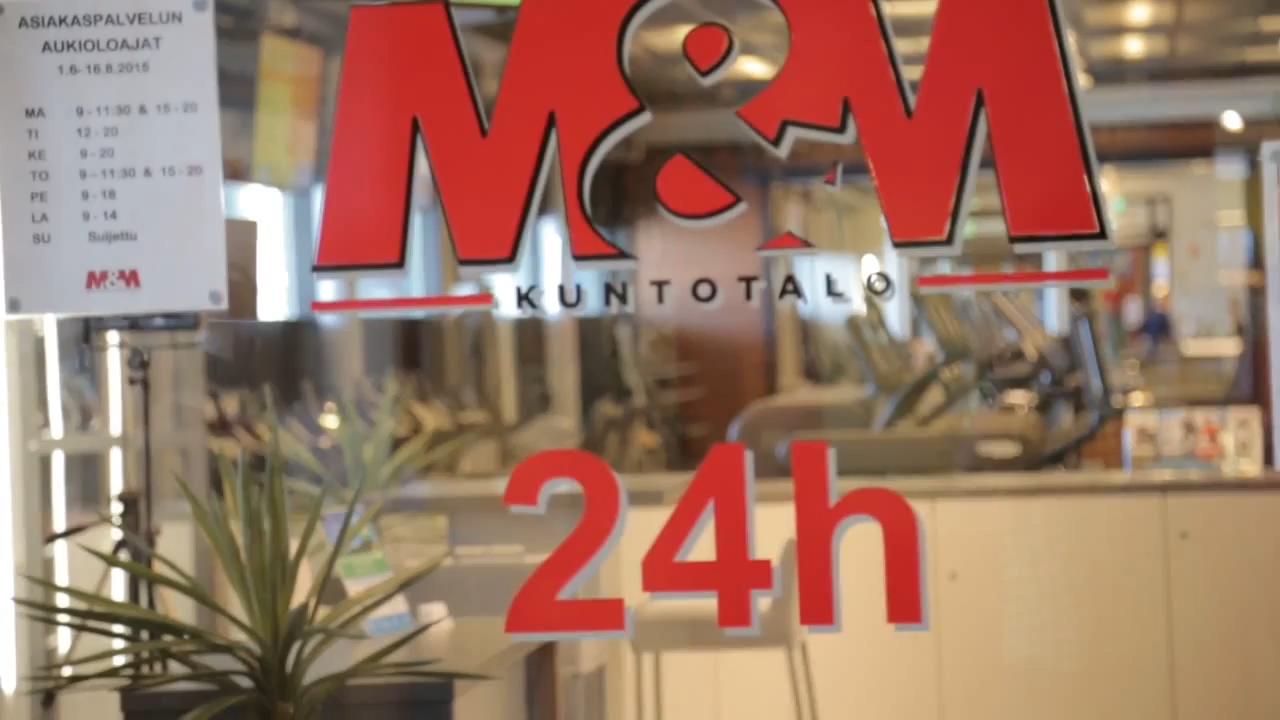 ASIAKASPALVELUN
AUKIOLOAJAT
1.6-16.8.2015
MA 9-11:30 & 15-20
TI 12-20
KE 9-20
TO 9-11:30 & 15-20
PE 9-18
LA 9-14
SU Suljettu
M&M
M&M
KUNTOTALO
24h